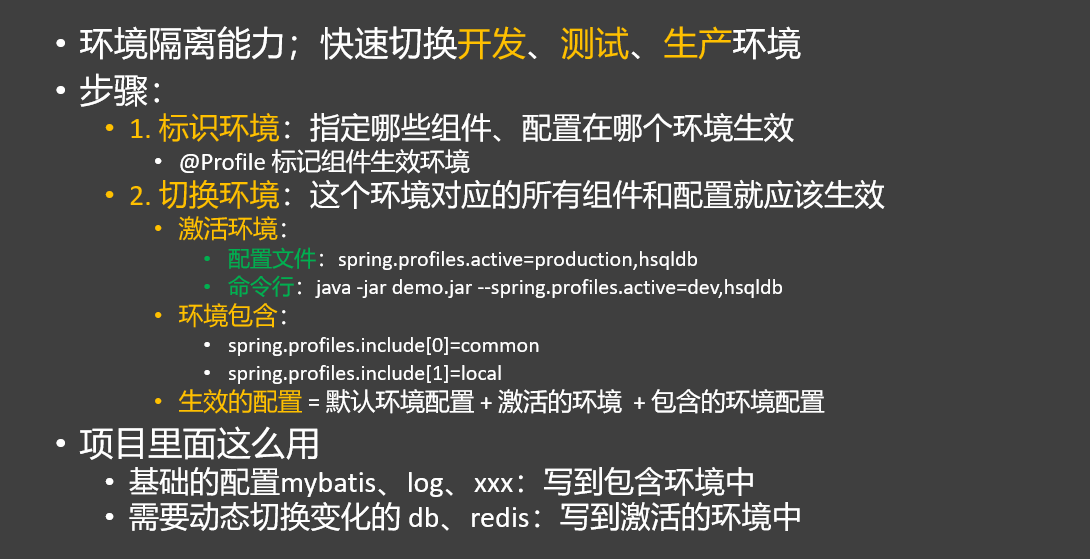 • 环境隔离能力；快速切换开发、测试、生产环境
• 步骤：
• 1. 标识环境：指定哪些组件、配置在哪个环境生效
• @Profile 标记组件生效环境
• 2. 切换环境：这个环境对应的所有组件和配置就应该生效
• 激活环境：
• 配置文件：spring.profiles.active=production,hsqldb
• 命令行：java -jar demo.jar --spring.profiles.active=dev,hsqldb
• 环境包含：
• spring.profiles.include[0]=common
• spring.profiles.include[1]=local
• 生效的配置 = 默认环境配置 + 激活的环境 + 包含的环境配置
• 项目里面这么用
• 基础的配置mybatis、log、xxx：写到包含环境中
• 需要动态切换变化的 db、redis：写到激活的环境中